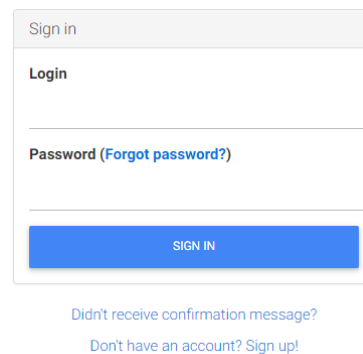 Sign in
Login
Password (Forgot password?)
SIGN IN
Didn't receive confirmation message?
Don't have an account? Sign up!